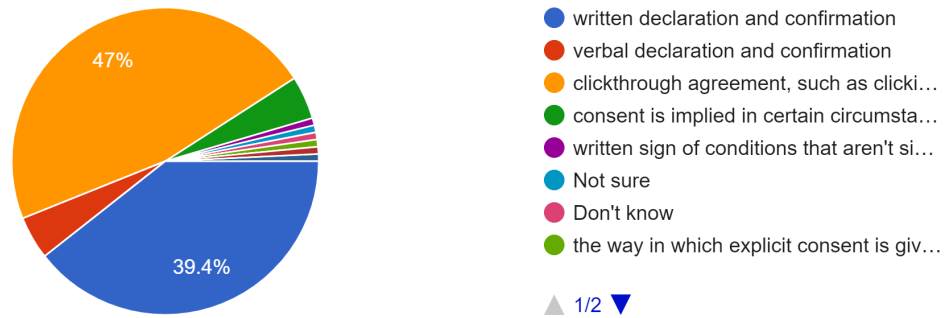 47%
39.4%
written declaration and confirmation
verbal declaration and confirmation
clickthrough agreement, such as clicki…
consent is implied in certain circumsta…
written sign of conditions that aren't si…
Not sure
Don't know
the way in which explicit consent is giv…
1/2